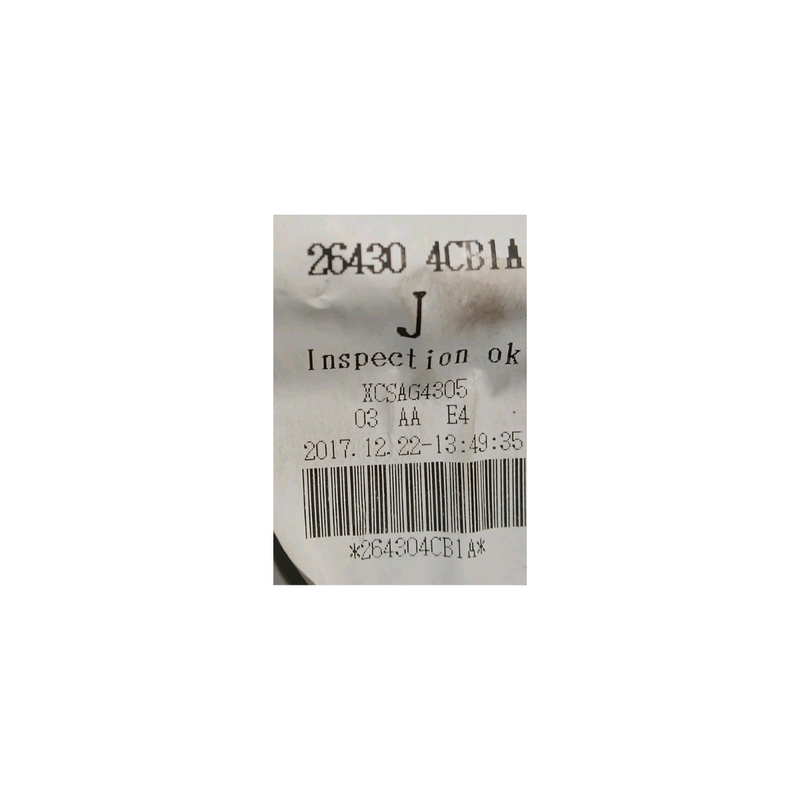 26430 4CB1A
J
Inspection ok
XCSAG4305
03 AA E4
2017.12.22-13:49:35
*264304CB1A*